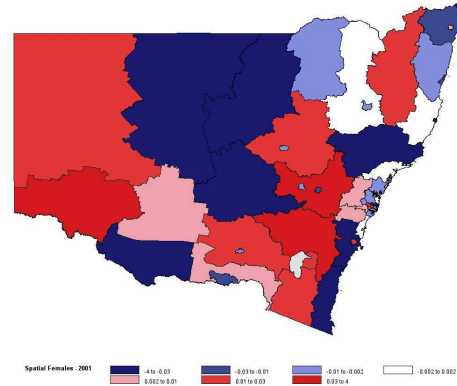 Spatial Females - 2001
-4 to -0.03 -0.03 to -0.01 -0.01 to -0.002 -0.002 to 0.002
0.002 to 0.01 0.01 to 0.03 0.03 to 4